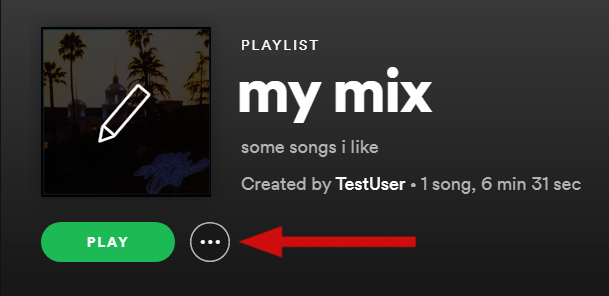 PLAYLIST
my mix
some songs i like
Created by TestUser • 1 song, 6 min 31 sec
PLAY